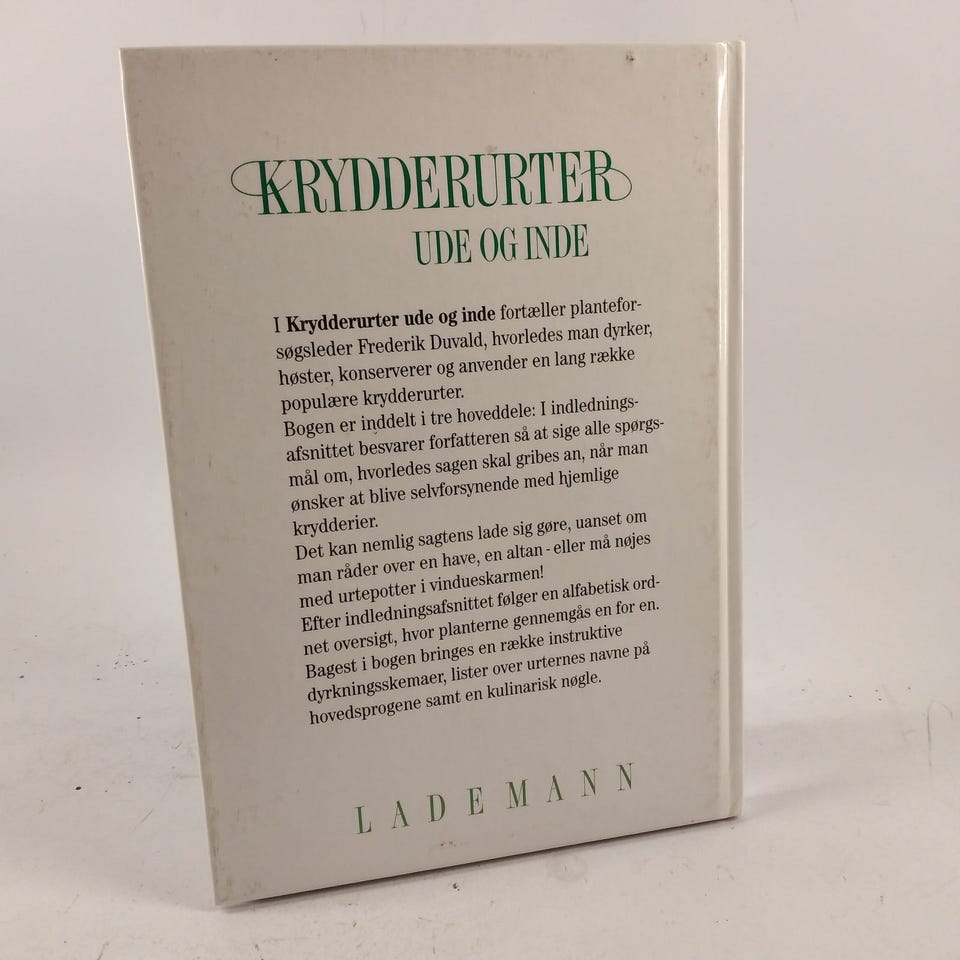 KRYDDERURTER
UDE OG INDE
I Krydderurter ude og inde fortæller plantefor-
søgsleder Frederik Duvald, hvorledes man dyrker,
høster, konserverer og anvender en lang række
populære krydderurter.
Bogen er inddelt i tre hoveddele: I indlednings-
afsnittet besvarer forfatteren så at sige alle spørgs-
mål om, hvorledes sagen skal gribes an, når man
ønsker at blive selvforsynende med hjemlige
krydderier.
Det kan nemlig sagtens lade sig gøre, uanset om
man råder over en have, en altan - eller må nøjes
med urtepotter i vindueskarmen!
Efter indledningsafsnittet følger en alfabetisk ord-
net oversigt, hvor planterne gennemgås en for en.
Bagest i bogen bringes en række instruktive
dyrkningsskemaer, lister over urternes navne på
hovedsprogene samt en kulinarisk nøgle.
LADEMANN